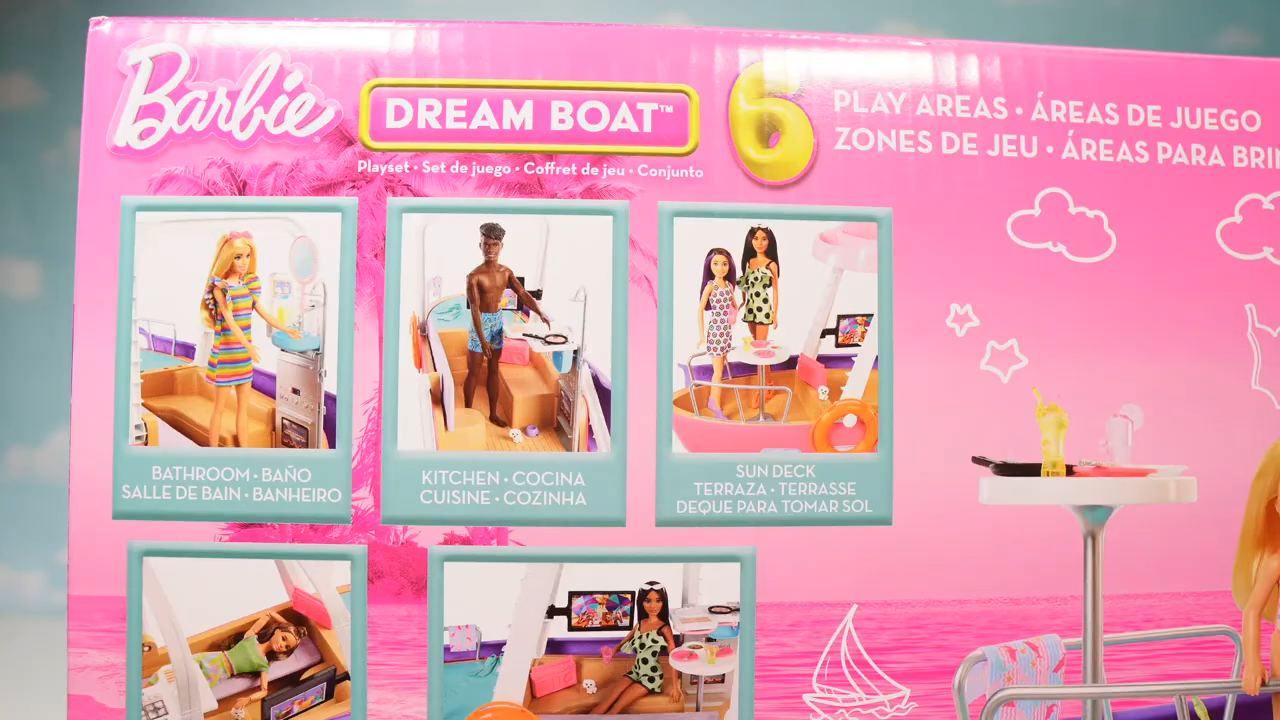 Barbie
DREAM BOAT™
Playset • Set de juego • Coffret de jeu • Conjunto
6
PLAY AREAS • ÁREAS DE JUEGO
ZONES DE JEU • ÁREAS PARA
BATHROOM • BAÑO
SALLE DE BAIN • BANHEIRO
KITCHEN • COCINA
CUISINE • COZINHA
SUN DECK
TERRAZA • TERRASSE
DEQUE PARA TOMAR SOL